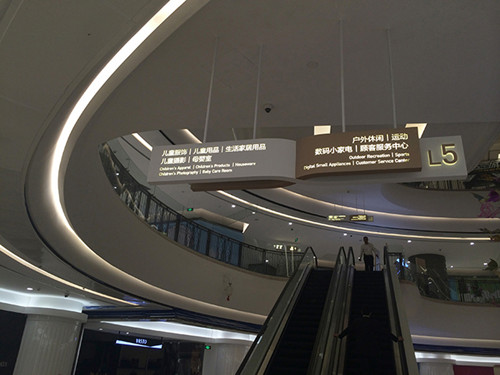 儿童服饰 | 儿童用品 | 生活家居用品
儿童摄影 | 母婴室
Children's Apparel | Children's Products | Housewares
Children's Photography | Baby Care Room
户外休闲 | 运动
数码小家电 | 顾客服务中心
Outdoor Recreation | Sports
Digital Small Appliances | Customer Service Center
L5